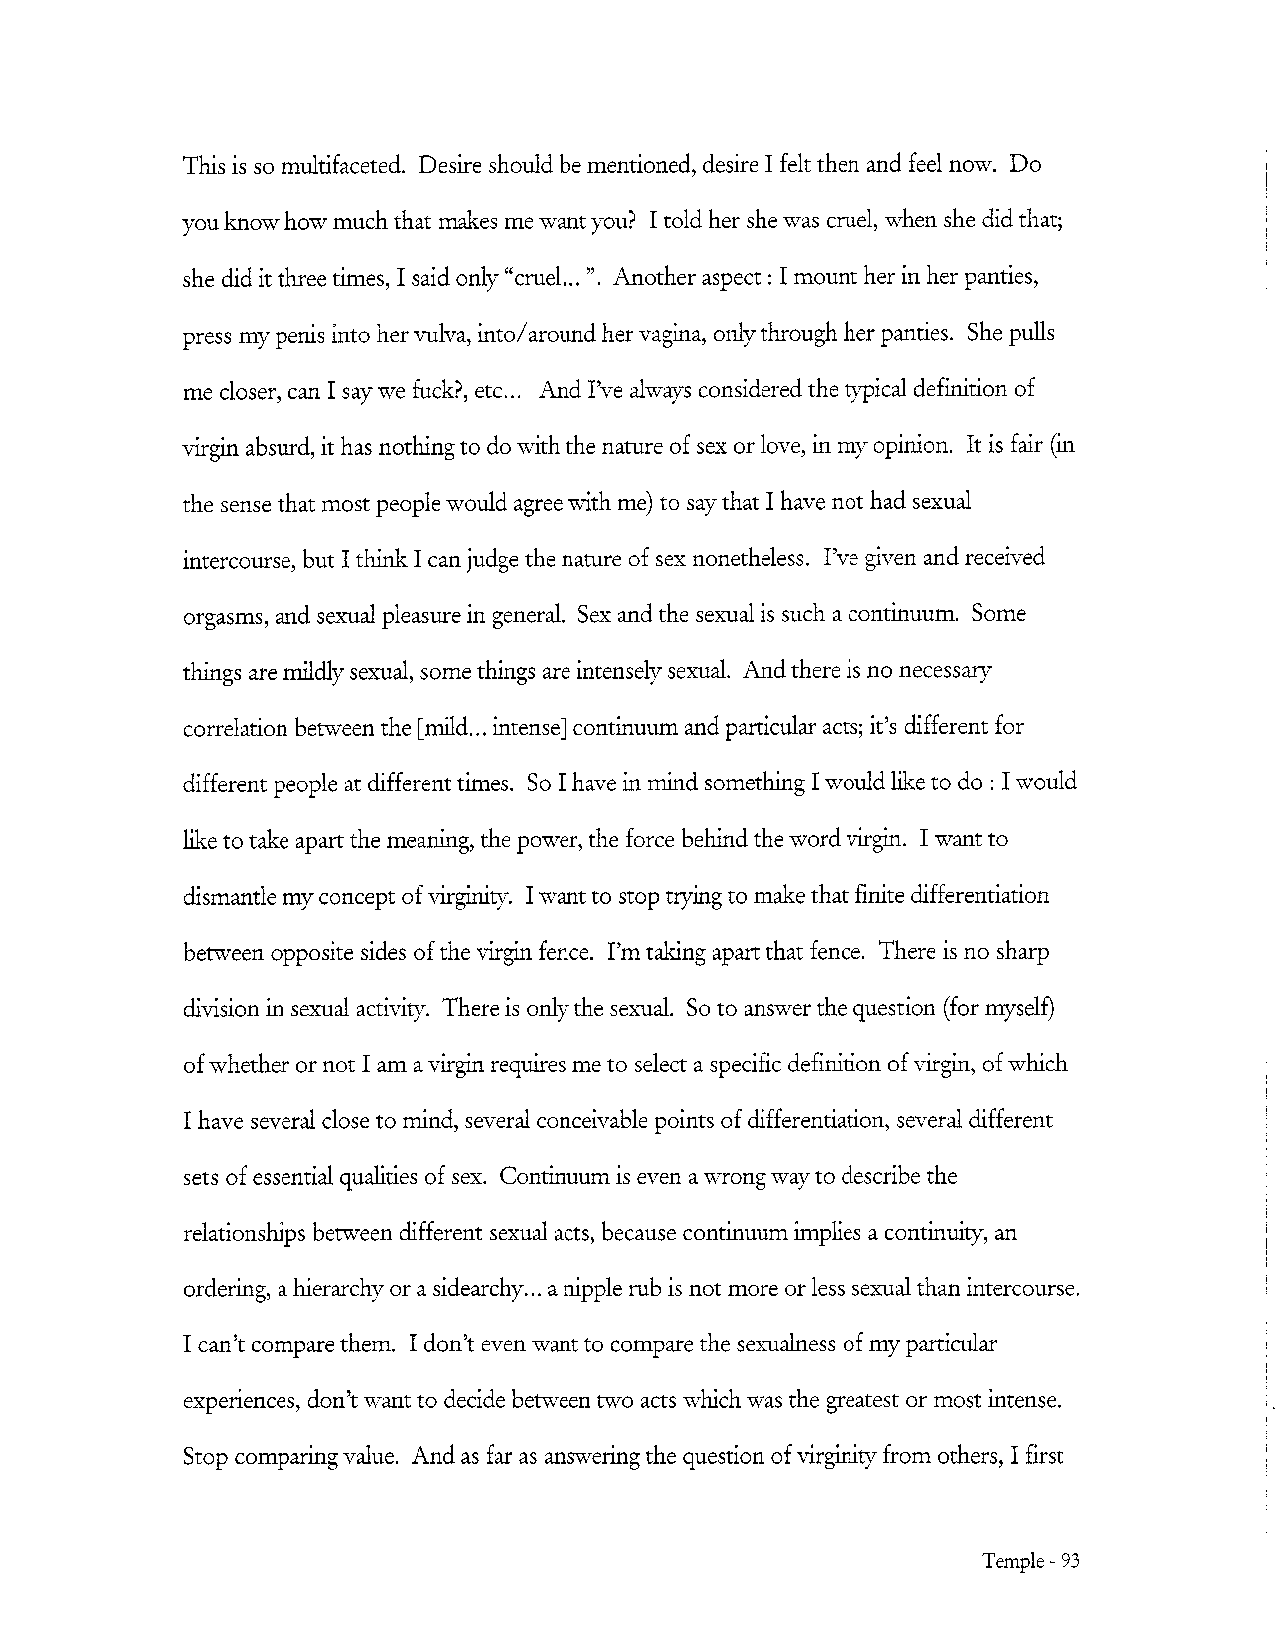 This is so multifaceted. Desire should be mentioned, desire I felt then and feel now. Do
you know how much that makes me want you? I told her she was cruel, when she did that;
she did it three times, I said only “cruel... ”. Another aspect : I mount her in her panties,
press my penis into her vulva, into/around her vagina, only through her panties. She pulls
me closer, can I say we fuck?, etc... And I've always considered the typical definition of
virgin absurd, it has nothing to do with the nature of sex or love, in my opinion. It is fair (in
the sense that most people would agree with me) to say that I have not had sexual
intercourse, but I think I can judge the nature of sex nonetheless. I've given and received
orgasms, and sexual pleasure in general. Sex and the sexual is such a continuum. Some
things are mildly sexual, some things are intensely sexual. And there is no necessary
correlation between the [mild... intense] continuum and particular acts; it's different for
different people at different times. So I have in mind something I would like to do : I would
like to take apart the meaning, the power, the force behind the word virgin. I want to
dismantle my concept of virginity. I want to stop trying to make that finite differentiation
between opposite sides of the virgin fence. I'm taking apart that fence. There is no sharp
division in sexual activity. There is only the sexual. So to answer the question (for myself)
of whether or not I am a virgin requires me to select a specific definition of virgin, of which
I have several close to mind, several conceivable points of differentiation, several different
sets of essential qualities of sex. Continuum is even a wrong way to describe the
relationships between different sexual acts, because continuum implies a continuity, an
ordering, a hierarchy or a sidearchy... a nipple rub is not more or less sexual than intercourse.
I can't compare them. I don't even want to compare the sexualness of my particular
experiences, don't want to decide between two acts which was the greatest or most intense.
Stop comparing value. And as far as answering the question of virginity from others, I first
Temple - 93